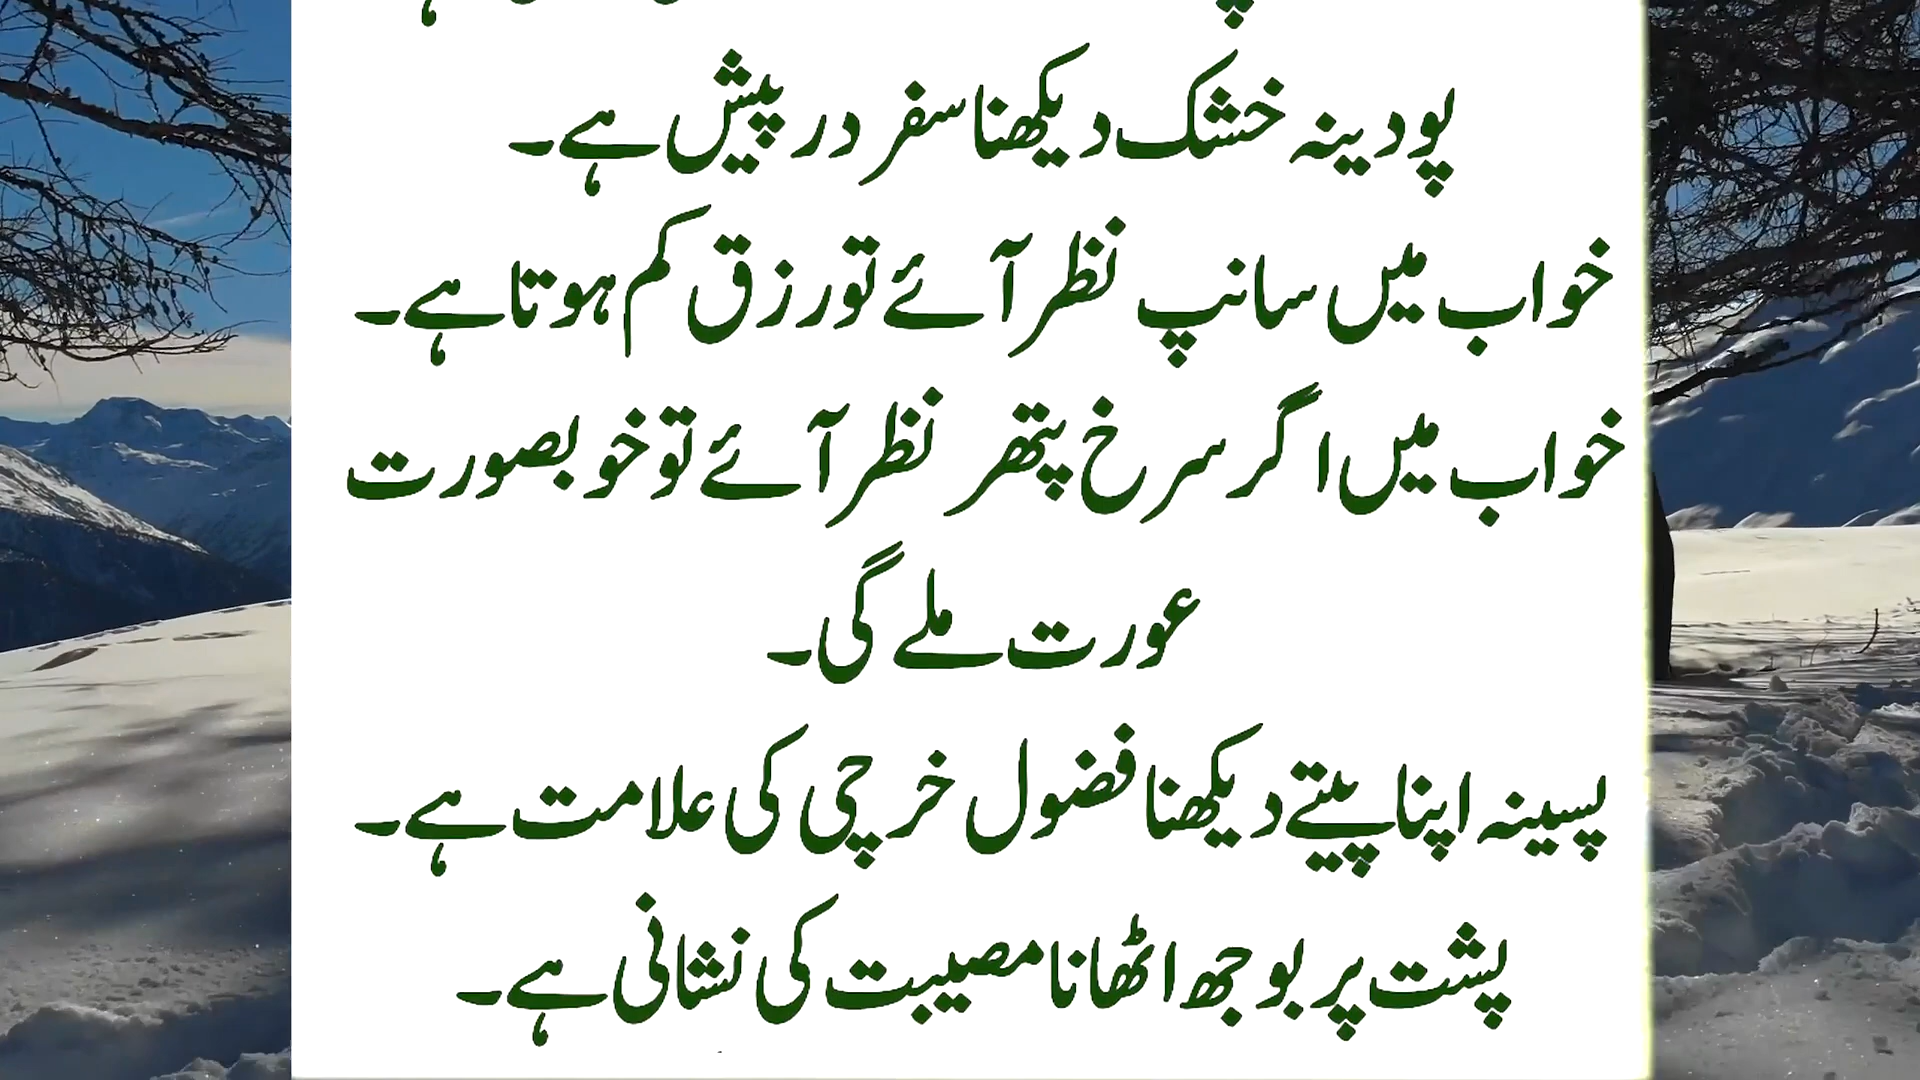 پودینہ خشک دیکھنا سفر درپیش ہے۔
خواب میں سانپ نظر آئے تو رزق کم ہوتا ہے۔
خواب میں اگر سرخ پتھر نظر آئے تو خوبصورت
عورت ملے گی۔
پسینہ اپنا پیتے دیکھنا فضول خرچی کی علامت ہے۔
پشت پر بوجھ اٹھانا مصیبت کی نشانی ہے۔